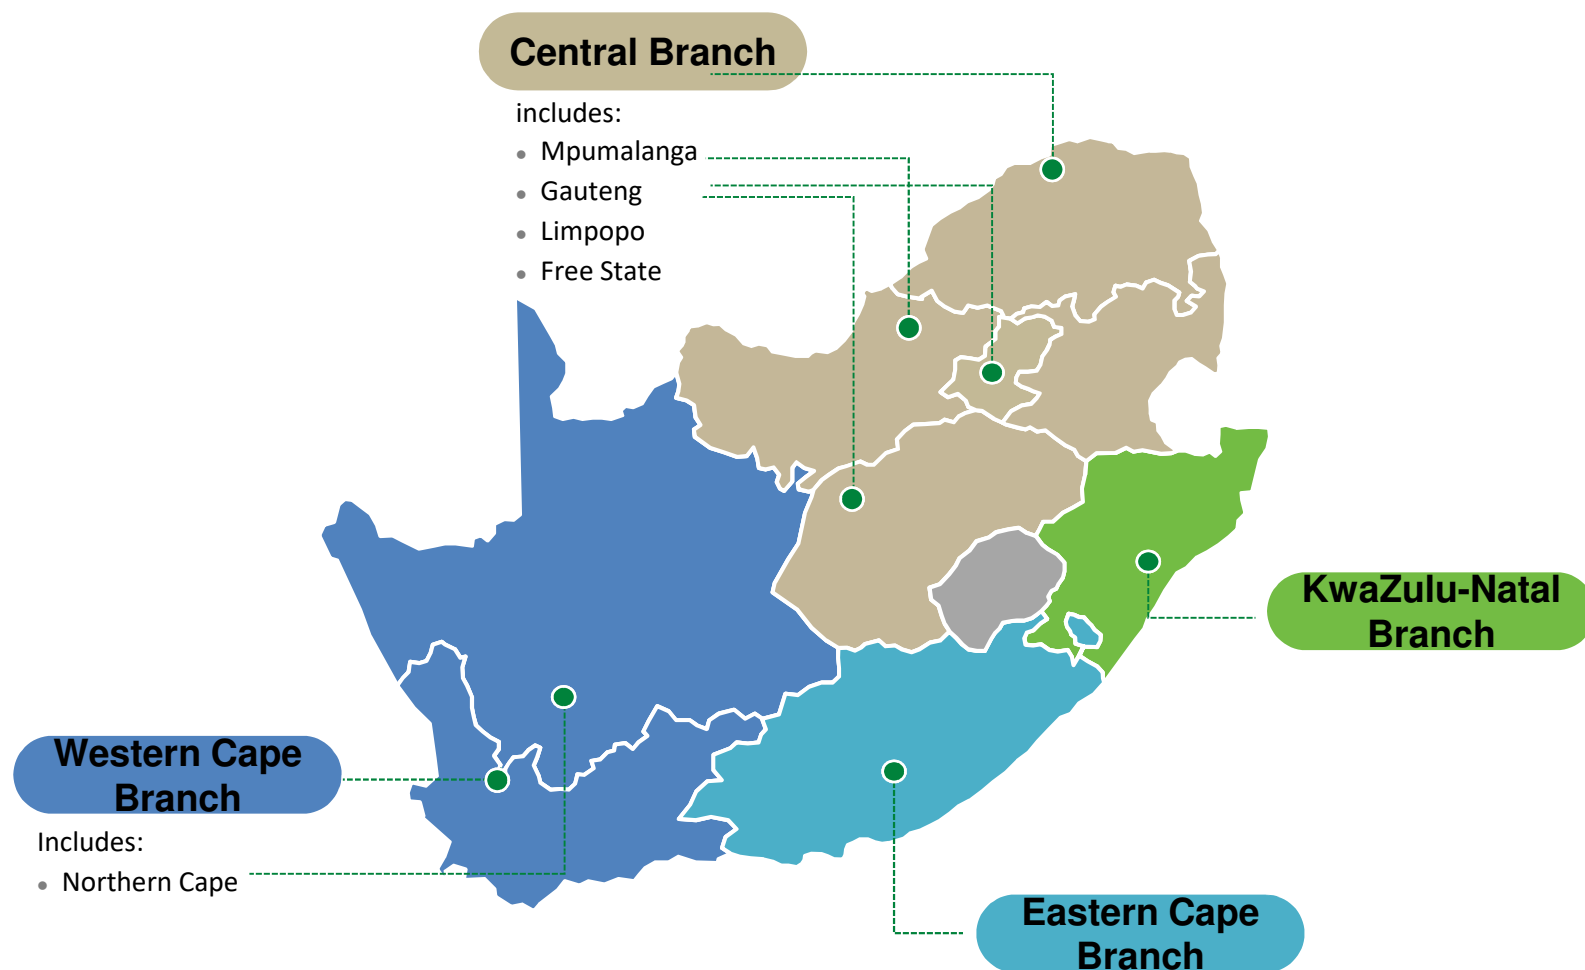 Central Branch
includes:
• Mpumalanga
• Gauteng
• Limpopo
• Free State
KwaZulu-Natal
Branch
Western Cape
Branch
Includes:
• Northern Cape
Eastern Cape
Branch